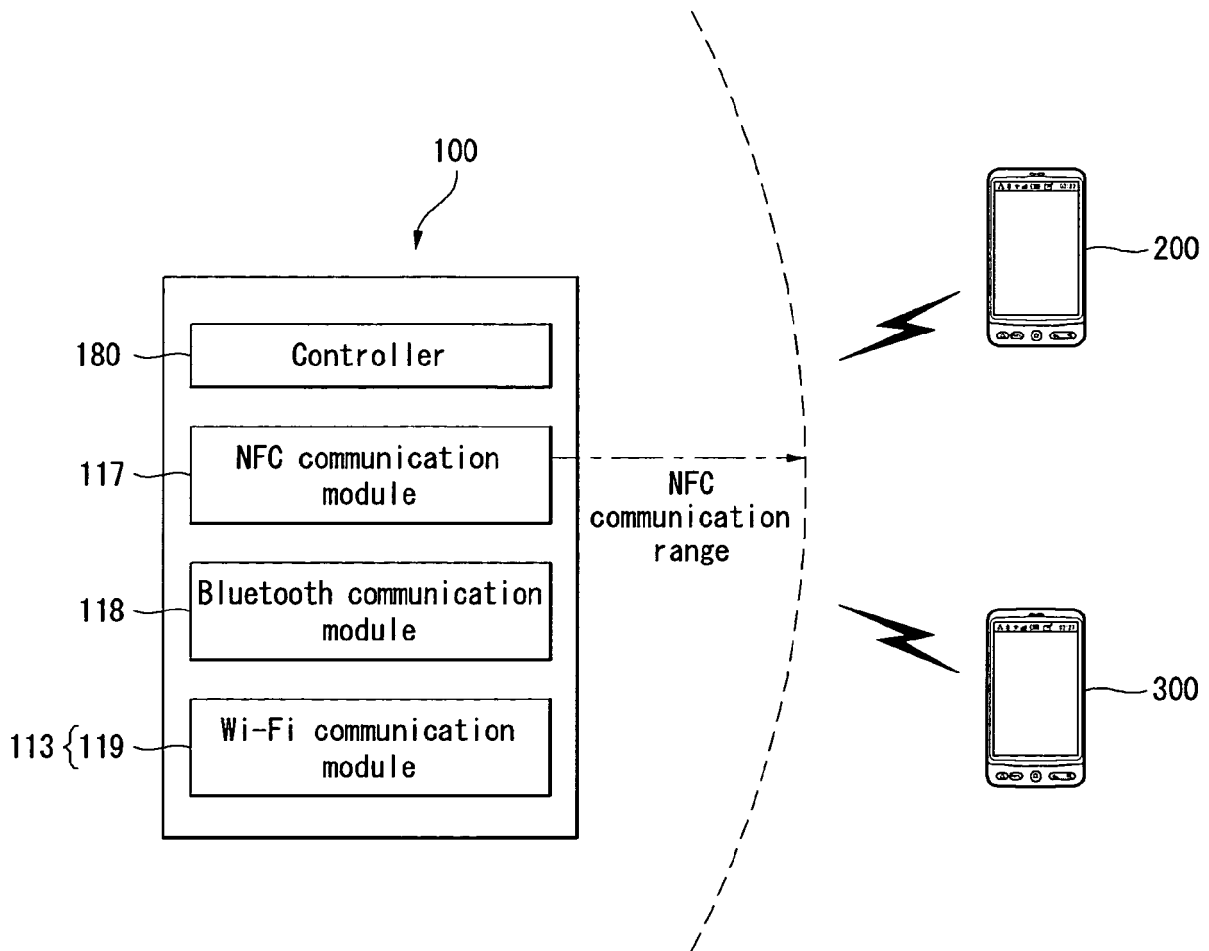 100
200
180
Controller
117
NFC communication
module
NFC
communication
range
118
Bluetooth communication
module
300
113 { 119
Wi-Fi communication
module